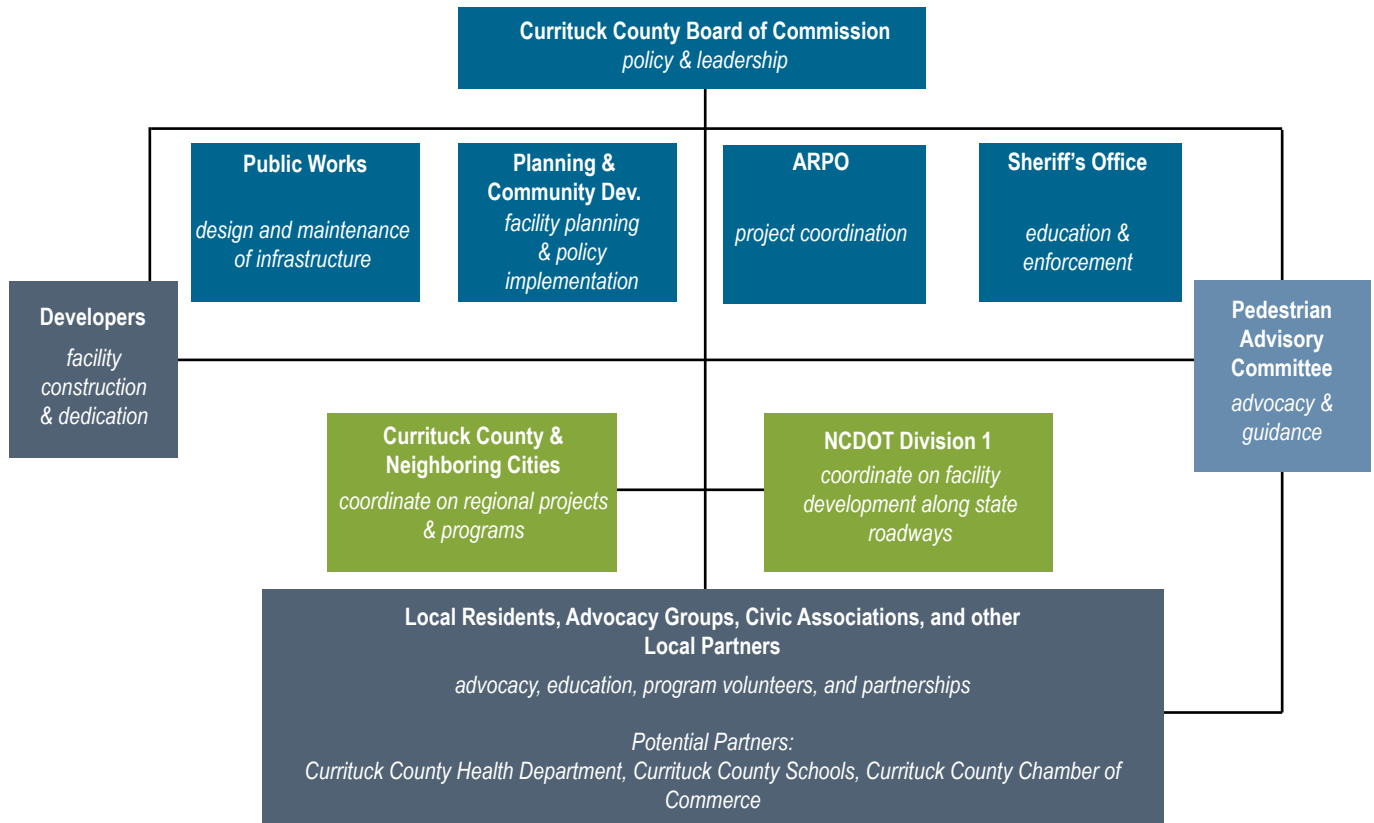 Currituck County Board of Commission
policy & leadership
Public Works
design and maintenance
of infrastructure
Planning &
Community Dev.
facility planning
& policy
implementation
ARPO
project coordination
Sheriff's Office
education &
enforcement
Developers
facility
construction
& dedication
Pedestrian
Advisory
Committee
advocacy &
guidance
Currituck County &
Neighboring Cities
coordinate on regional projects
& programs
NCDOT Division 1
coordinate on facility
development along state
roadways
Local Residents, Advocacy Groups, Civic Associations, and other
Local Partners
advocacy, education, program volunteers, and partnerships
Potential Partners:
Currituck County Health Department, Currituck County Schools, Currituck County Chamber of
Commerce